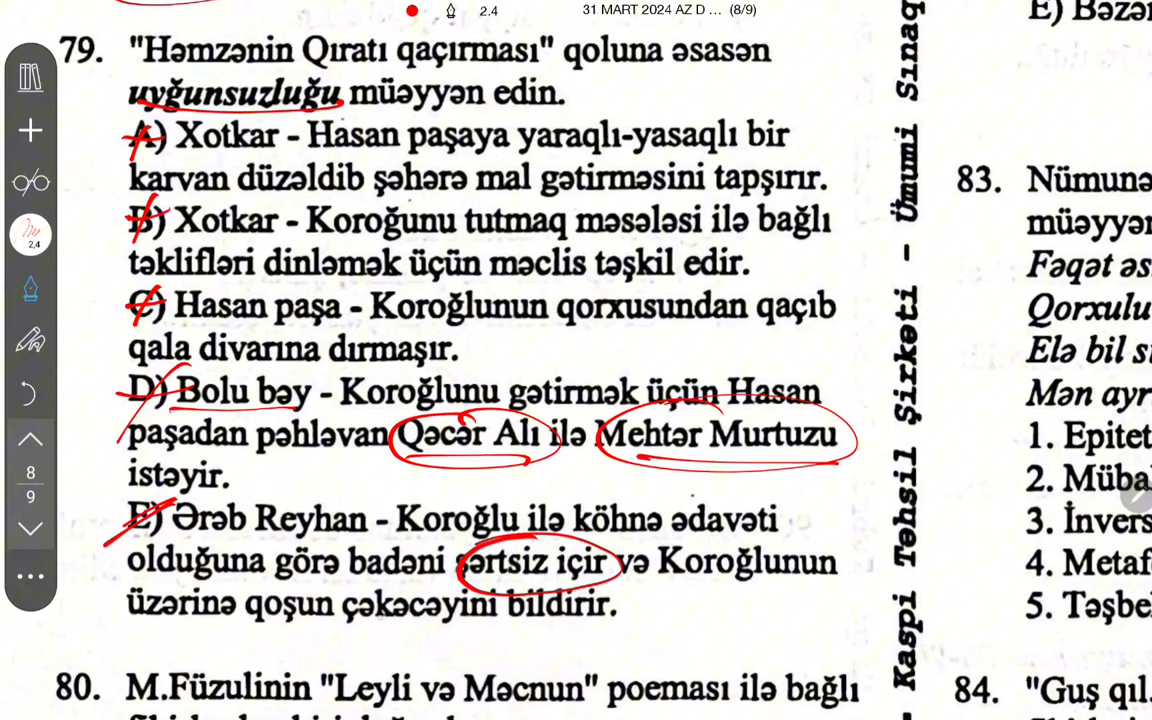 2.4
31 MART 2024 AZ D ... (8/9)
E) Bəzə
79. "Həmzənin Qıratı qaçırması" qoluna əsasən
uyğunsuzluğu müəyyən edin.
A) Xotkar - Hasan paşaya yaraqlı-yasaqlı bir
karvan düzəldib şəhərə mal gətirməsini tapşırır.
B) Xotkar - Koroğunu tutmaq məsələsi ilə bağlı
təklifləri dinləmək üçün məclis təşkil edir.
C) Hasan paşa - Koroğlunun qorxusundan qaçıb
qala divarına dırmaşır.
D) Bolu bəy - Koroğlunu gətirmək üçün Hasan
paşadan pəhləvan Qəcər Alı ilə Mehtər Murtuzu
istəyir.
E) Ərəb Reyhan - Koroğlu ilə köhnə ədavəti
olduğuna görə badəni şərtsiz içir və Koroğlunun
üzərinə qoşun çəkəcəyini bildirir.
80. M.Füzulinin "Leyli və Məcnun" poeması ilə bağlı
- Kaspi Təhsil Şirkəti - Ümumi Sınaq
83. Nümunə
müəyyən
Fəqət əs
Qorxulu
Elə bil s
Mən ayr
1. Epitet
2. Müba
3. İnvers
4. Metaf
5. Təşbe
84. "Guş qıl
2,4
8
9